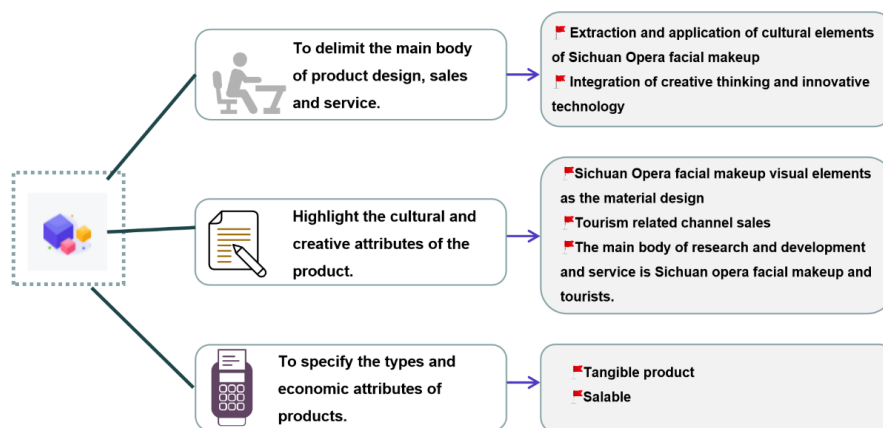 To delimit the main body
of product design, sales
and service.
Extraction and application of cultural elements
of Sichuan Opera facial makeup
Integration of creative thinking and innovative
technology
Highlight the cultural and
creative attributes of the
product.
Sichuan Opera facial makeup visual elements
as the material design
Tourism related channel sales
The main body of research and development
and service is Sichuan opera facial makeup and
tourists.
To specify the types and
economic attributes of
products.
Tangible product
Salable